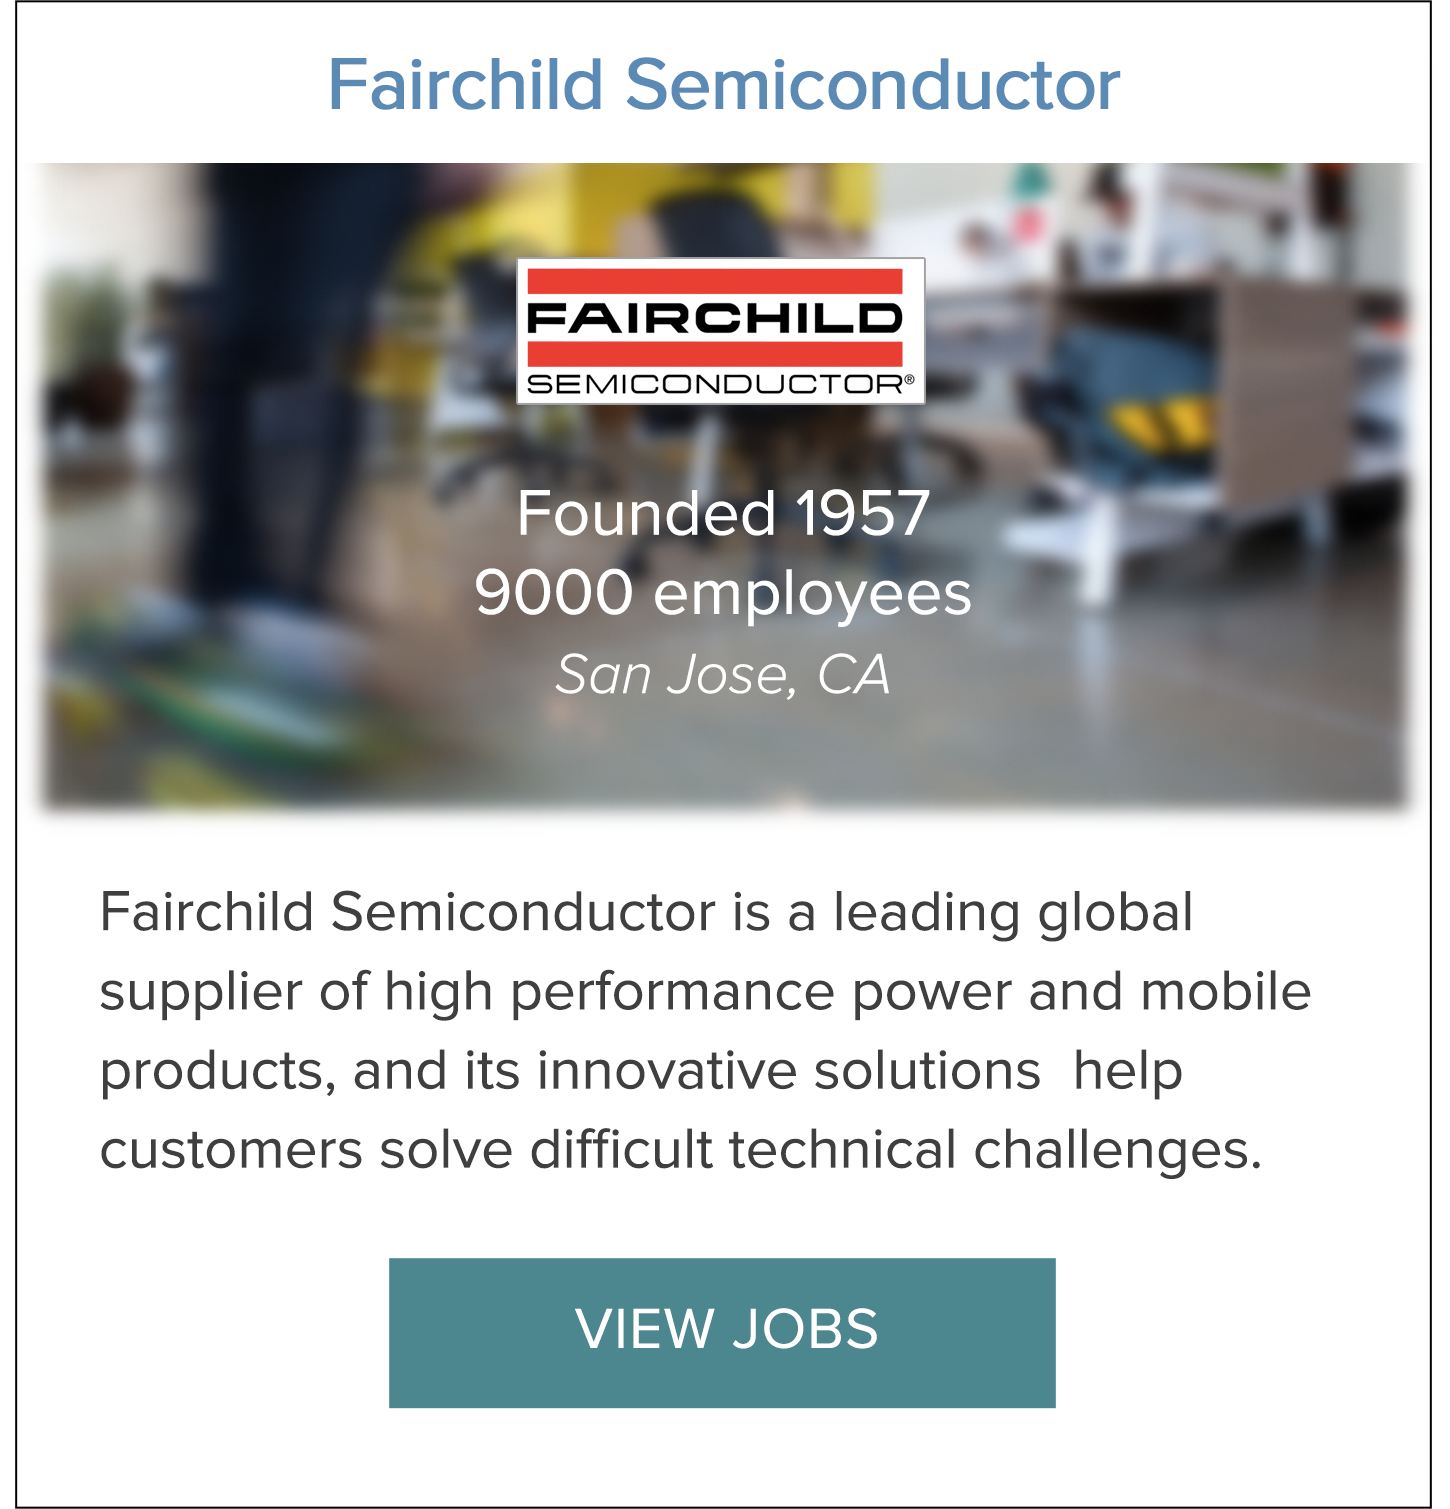 Fairchild Semiconductor
FAIRCHILD
SEMICONDUCTOR®
Founded 1957
9000 employees
San Jose, CA
Fairchild Semiconductor is a leading global
supplier of high performance power and mobile
products, and its innovative solutions  help
customers solve difficult technical challenges.
VIEW JOBS